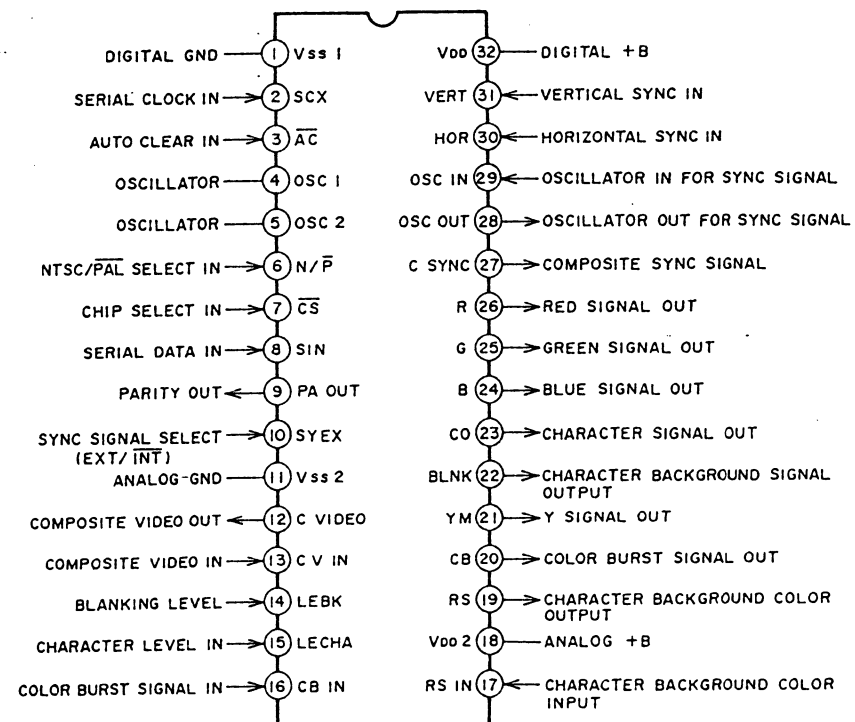 DIGITAL GND 1 Vss 1
SERIAL CLOCK IN 2 SCX
AUTO CLEAR IN 3 A̅C̅
OSCILLATOR 4 OSC 1
OSCILLATOR 5 OSC 2
NTSC/P̅A̅L̅ SELECT IN 6 N/P̅
CHIP SELECT IN 7 C̅S̅
SERIAL DATA IN 8 SIN
PARITY OUT 9 PA OUT
SYNC SIGNAL SELECT 10 SYEX
(EXT/I̅N̅T̅)
ANALOG-GND 11 Vss 2
COMPOSITE VIDEO OUT 12 C VIDEO
COMPOSITE VIDEO IN 13 C V IN
BLANKING LEVEL 14 LEBK
CHARACTER LEVEL IN 15 LECHA
COLOR BURST SIGNAL IN 16 CB IN
VDD 32 DIGITAL +B
VERT 31 VERTICAL SYNC IN
HOR 30 HORIZONTAL SYNC IN
OSC IN 29 OSCILLATOR IN FOR SYNC SIGNAL
OSC OUT 28 OSCILLATOR OUT FOR SYNC SIGNAL
C SYNC 27 COMPOSITE SYNC SIGNAL
R 26 RED SIGNAL OUT
G 25 GREEN SIGNAL OUT
B 24 BLUE SIGNAL OUT
CO 23 CHARACTER SIGNAL OUT
BLNK 22 CHARACTER BACKGROUND SIGNAL
OUTPUT
YM 21 Y SIGNAL OUT
CB 20 COLOR BURST SIGNAL OUT
RS 19 CHARACTER BACKGROUND COLOR
OUTPUT
VDD 2 18 ANALOG +B
RS IN 17 CHARACTER BACKGROUND COLOR
INPUT